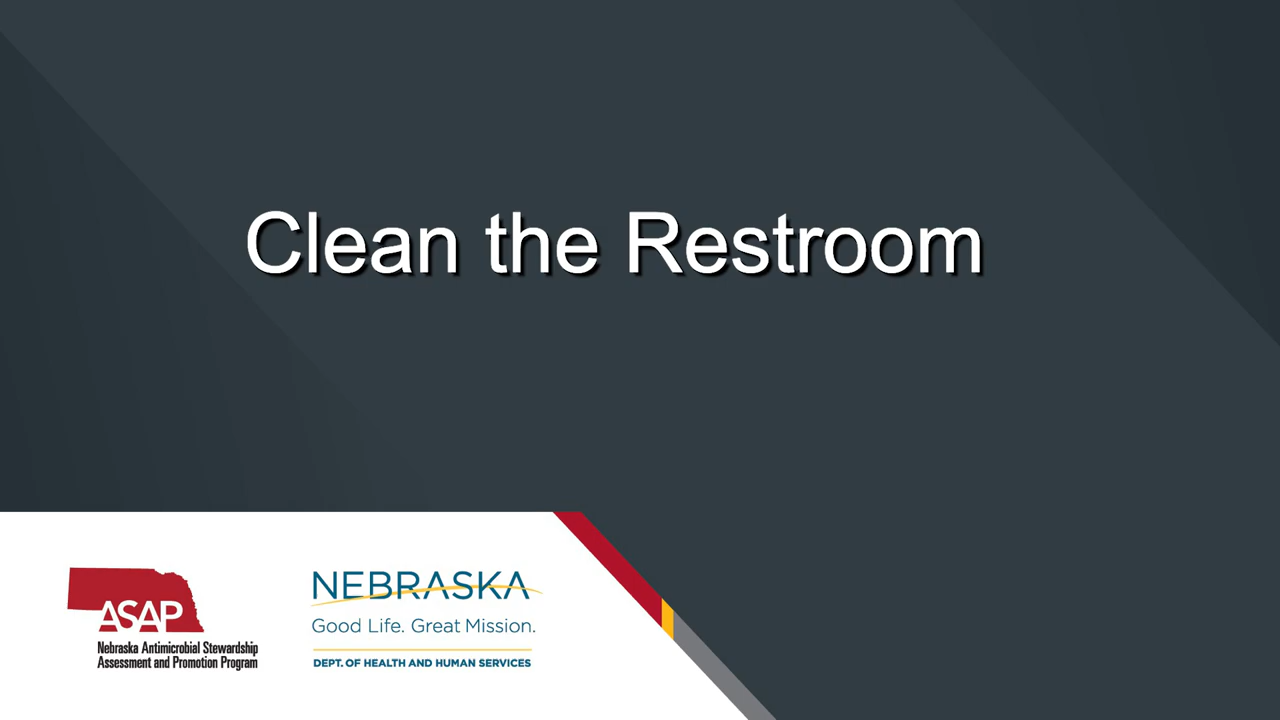 Clean the Restroom
ASAP
Nebraska Antimicrobial Stewardship
Assessment and Promotion Program
NEBRASKA
Good Life. Great Mission.
DEPT. OF HEALTH AND HUMAN SERVICES